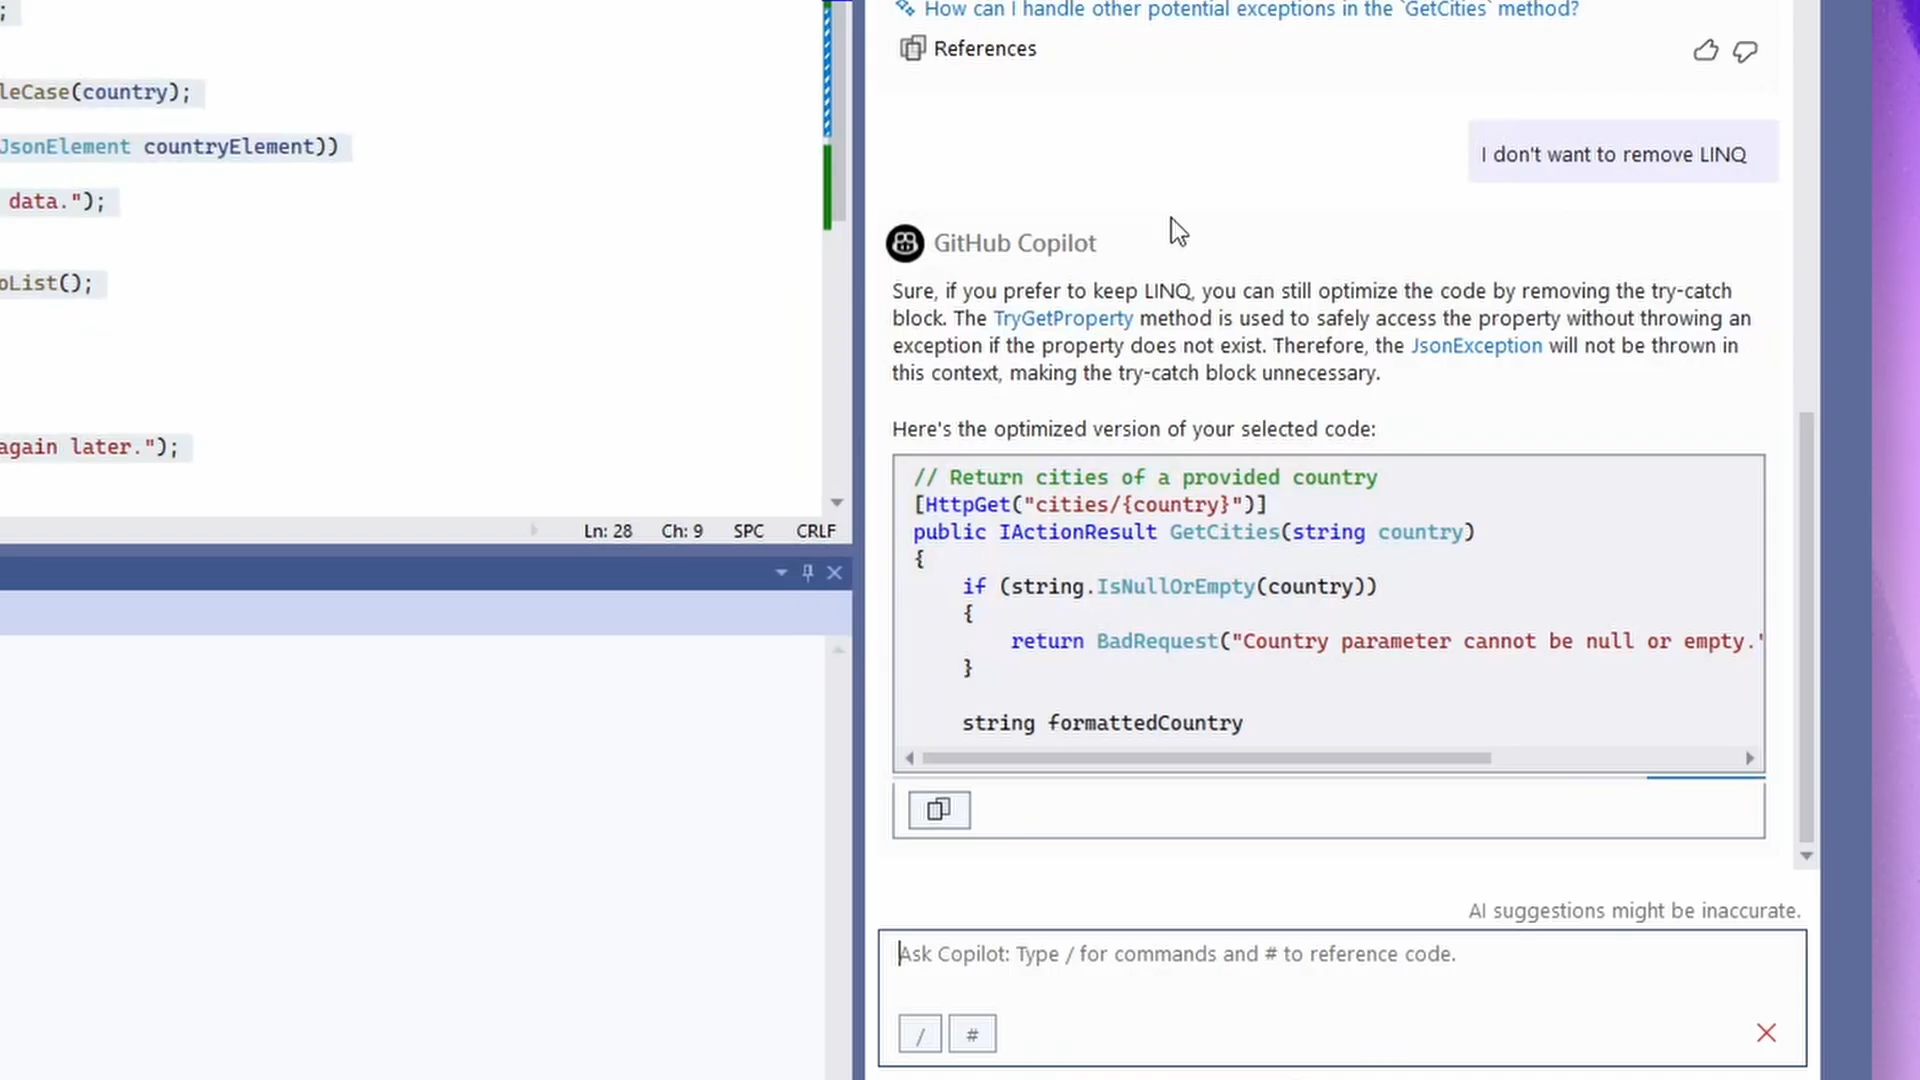 ;
leCase(country);
JsonElement countryElement))
data.");
oList();
again later.");
Ln: 28 Ch: 9 SPC CRLF
How can I handle other potential exceptions in the `GetCities` method?
References
I don't want to remove LINQ
GitHub Copilot
Sure, if you prefer to keep LINQ, you can still optimize the code by removing the try-catch
block. The TryGetProperty method is used to safely access the property without throwing an
exception if the property does not exist. Therefore, the JsonException will not be thrown in
this context, making the try-catch block unnecessary.
Here's the optimized version of your selected code:
// Return cities of a provided country
[HttpGet("cities/{country}")]
public IActionResult GetCities(string country)
{
if (string.IsNullOrEmpty(country))
{
return BadRequest("Country parameter cannot be null or empty."
}
string formattedCountry
AI suggestions might be inaccurate.
Ask Copilot: Type / for commands and # to reference code.
/ #